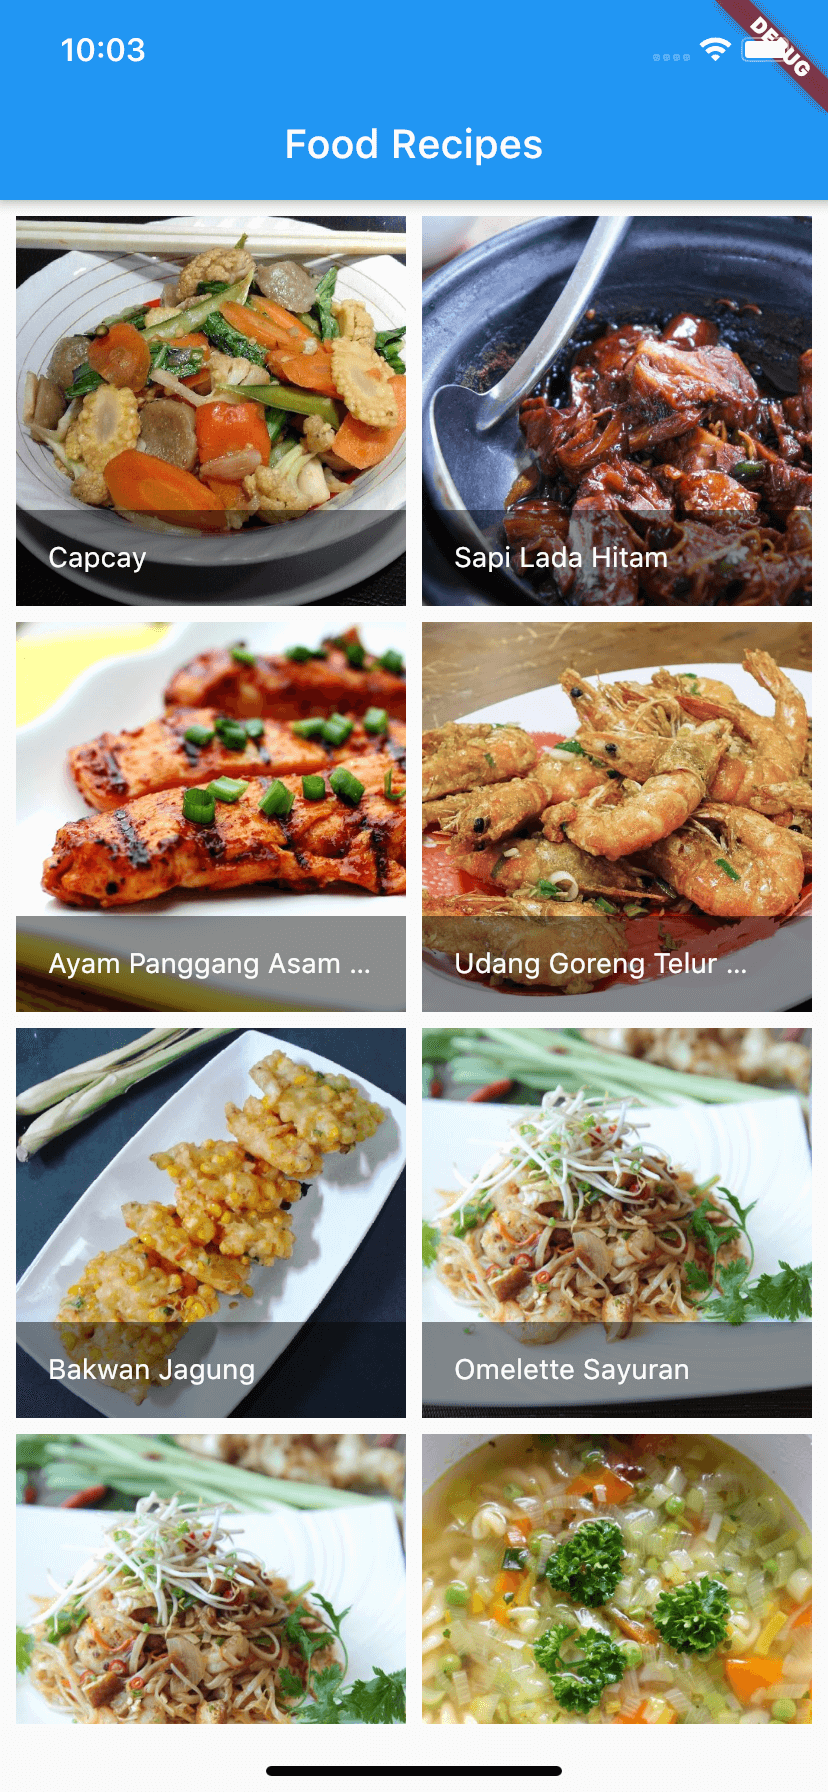 10:03
DEBUG
Food Recipes
Capcay
Sapi Lada Hitam
Ayam Panggang Asam ...
Udang Goreng Telur ...
Bakwan Jagung
Omelette Sayuran